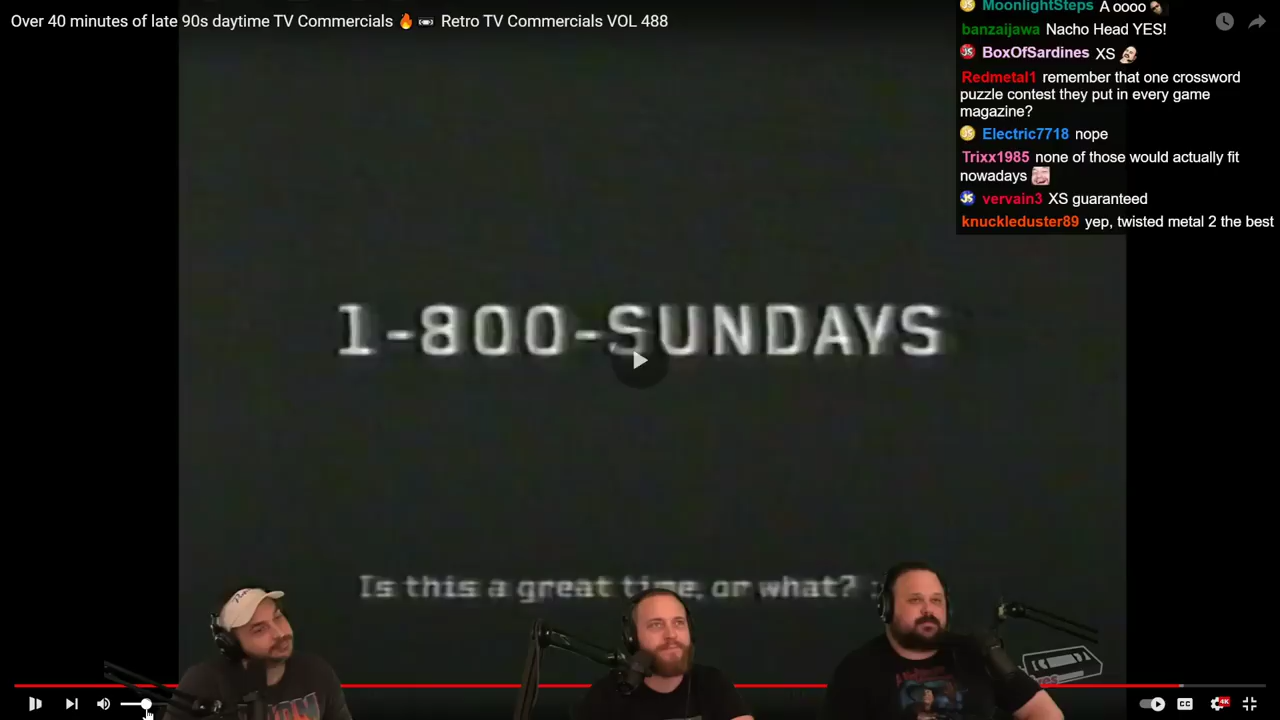 Over 40 minutes of late 90s daytime TV Commercials 🔥 📼 Retro TV Commercials VOL 488
MoonlightSteps A oooo
banzaijawa Nacho Head YES!
BoxOfSardines XS
Redmetal1 remember that one crossword
puzzle contest they put in every game
magazine?
Electric7718 nope
Trixx1985 none of those would actually fit
nowadays
vervain3 XS guaranteed
knuckleduster89 yep, twisted metal 2 the best
1-800-SUNDAYS
Is this a great time, or what? :
CC
4K